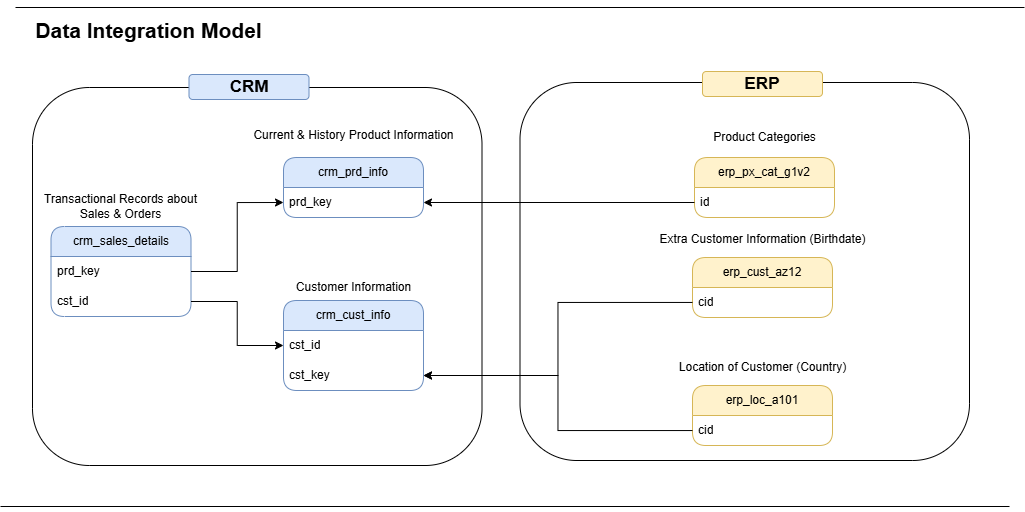 Data Integration Model
CRM
Current & History Product Information
crm_prd_info
prd_key
Transactional Records about
Sales & Orders
crm_sales_details
prd_key
cst_id
Customer Information
crm_cust_info
cst_id
cst_key
ERP
Product Categories
erp_px_cat_g1v2
id
Extra Customer Information (Birthdate)
erp_cust_az12
cid
Location of Customer (Country)
erp_loc_a101
cid